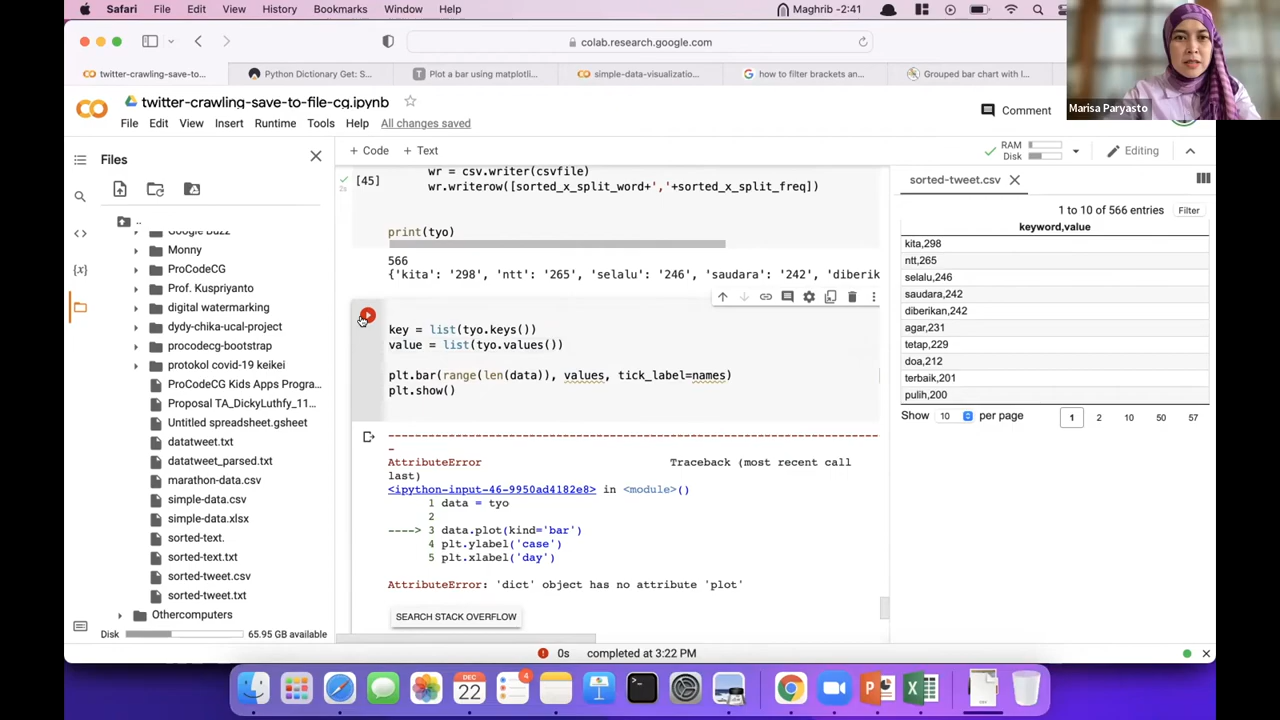 Safari File Edit View History Bookmarks Window Help
Maghrib -2:41
colab.research.google.com
twitter-crawling-save-to...
Python Dictionary Get: S...
Plot a bar using matplotli...
simple-data-visualizatio...
how to filter brackets an...
Grouped bar chart with l...
Marisa Paryasto
twitter-crawling-save-to-file-cg.ipynb
File Edit View Insert Runtime Tools Help All changes saved
Comment
Files
+ Code + Text
RAM
Disk
Editing
..
Google Buzz
Monny
ProCodeCG
Prof. Kuspriyanto
digital watermarking
dydy-chika-ucal-project
procodecg-bootstrap
protokol covid-19 keikei
ProCodeCG Kids Apps Progra...
Proposal TA_DickyLuthfy_11...
Untitled spreadsheet.gsheet
datatweet.txt
datatweet_parsed.txt
marathon-data.csv
simple-data.csv
simple-data.xlsx
sorted-text.
sorted-text.txt
sorted-tweet.csv
sorted-tweet.txt
Othercomputers
Disk 65.95 GB available
[45]
2s
wr = csv.writer(csvfile)
wr.writerow([sorted_x_split_word+','+sorted_x_split_freq])
print(tyo)
566
{'kita': '298', 'ntt': '265', 'selalu': '246', 'saudara': '242', 'diberik
key = list(tyo.keys())
value = list(tyo.values())
plt.bar(range(len(data)), values, tick_label=names)
plt.show()
---------------------------------------------------------------------------
AttributeError Traceback (most recent call
last)
<ipython-input-46-9950ad4182e8> in <module>()
1 data = tyo
2
----> 3 data.plot(kind='bar')
4 plt.ylabel('case')
5 plt.xlabel('day')
AttributeError: 'dict' object has no attribute 'plot'
SEARCH STACK OVERFLOW
sorted-tweet.csv
1 to 10 of 566 entries Filter
keyword,value
kita,298
ntt,265
selalu,246
saudara,242
diberikan,242
agar,231
tetap,229
doa,212
terbaik,201
pulih,200
Show 10 per page 1 2 10 50 57
0s completed at 3:22 PM
DEC
22
4